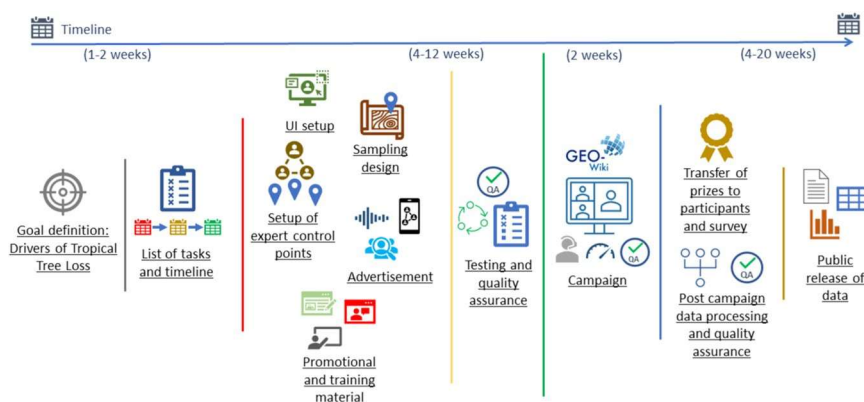 Timeline
(1-2 weeks)
(4-12 weeks)
(2 weeks)
(4-20 weeks)
Goal definition:
Drivers of Tropical
Tree Loss
List of tasks
and timeline
UI setup
Sampling
design
Setup of
expert control
points
Advertisement
Promotional
and training
material
QA
Testing and
quality
assurance
GEO-
Wiki
QA
Campaign
Transfer of
prizes to
participants
and survey
QA
Post campaign
data processing
and quality
assurance
Public
release of
data